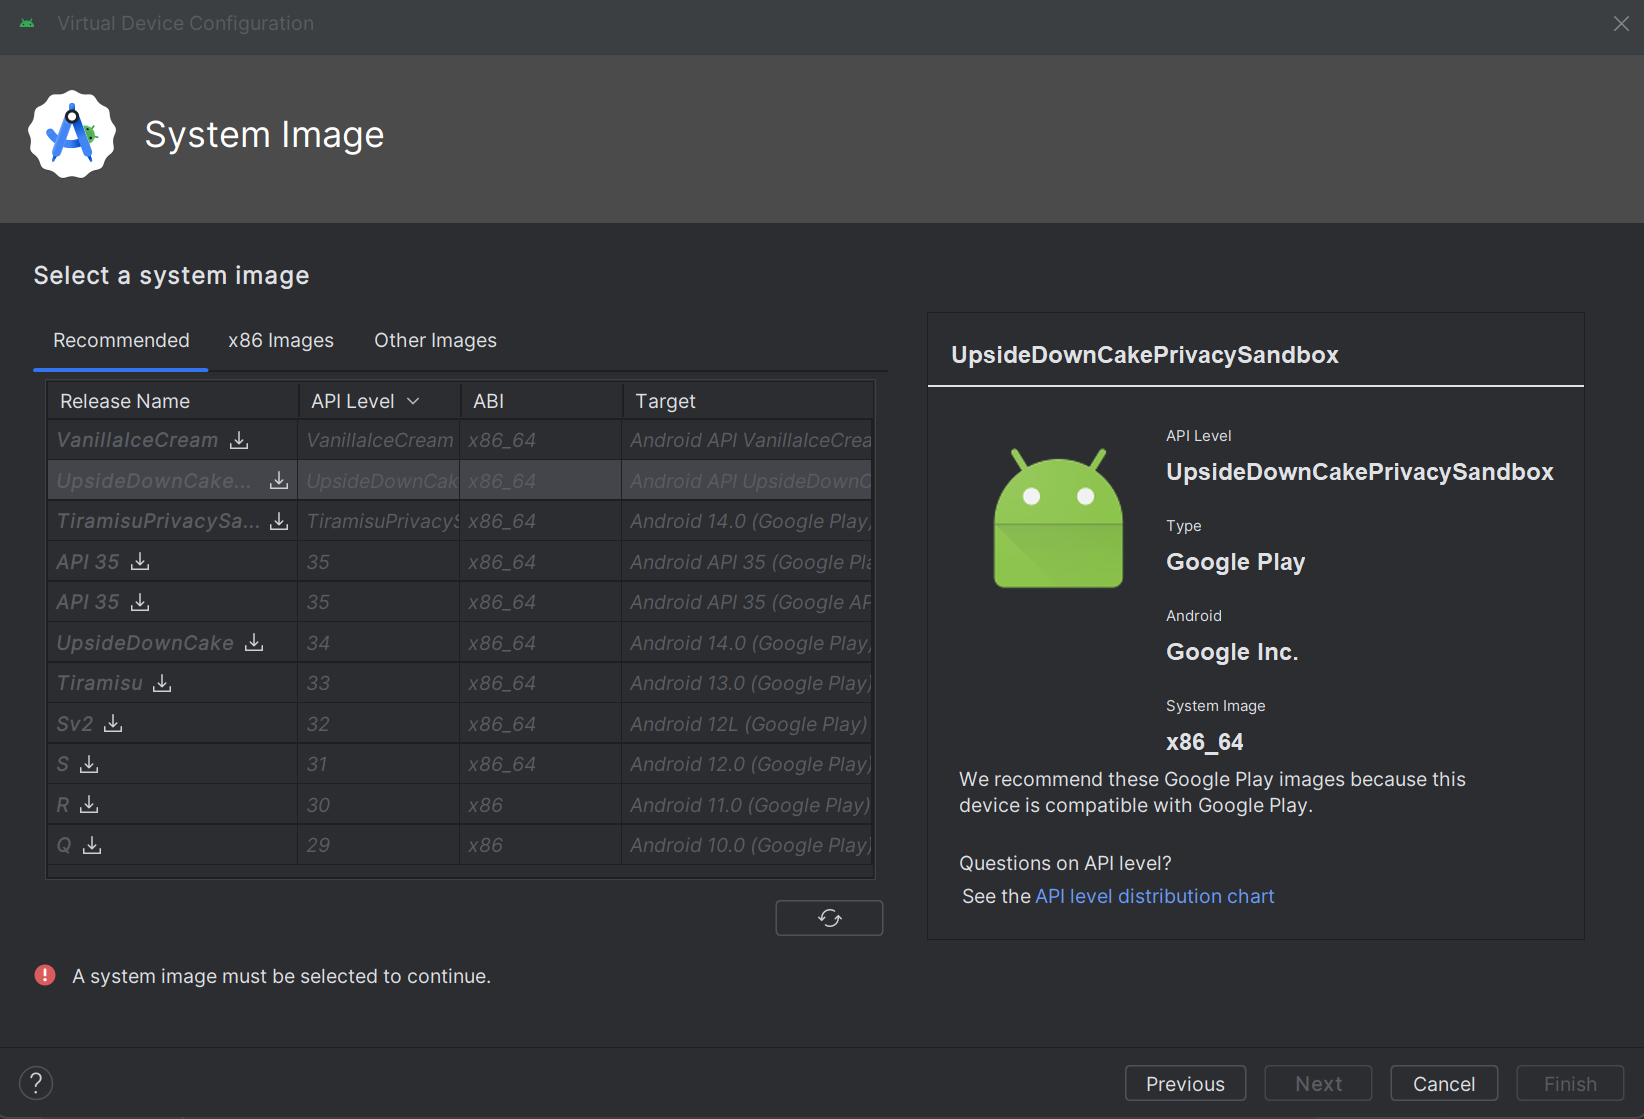 Virtual Device Configuration
System Image
Select a system image
Recommended x86 Images Other Images
Release Name API Level ABI Target
VanillaIceCream VanillaIceCream x86_64 Android API VanillaIceCrea
UpsideDownCake... UpsideDownCak x86_64 Android API UpsideDownC
TiramisuPrivacySa... TiramisuPrivacyS x86_64 Android 14.0 (Google Play)
API 35 35 x86_64 Android API 35 (Google Pla
API 35 35 x86_64 Android API 35 (Google AP
UpsideDownCake 34 x86_64 Android 14.0 (Google Play)
Tiramisu 33 x86_64 Android 13.0 (Google Play)
Sv2 32 x86_64 Android 12L (Google Play)
S 31 x86_64 Android 12.0 (Google Play)
R 30 x86 Android 11.0 (Google Play)
Q 29 x86 Android 10.0 (Google Play)
UpsideDownCakePrivacySandbox
API Level
UpsideDownCakePrivacySandbox
Type
Google Play
Android
Google Inc.
System Image
x86_64
We recommend these Google Play images because this
device is compatible with Google Play.
Questions on API level?
See the API level distribution chart
! A system image must be selected to continue.
? Previous Next Cancel Finish